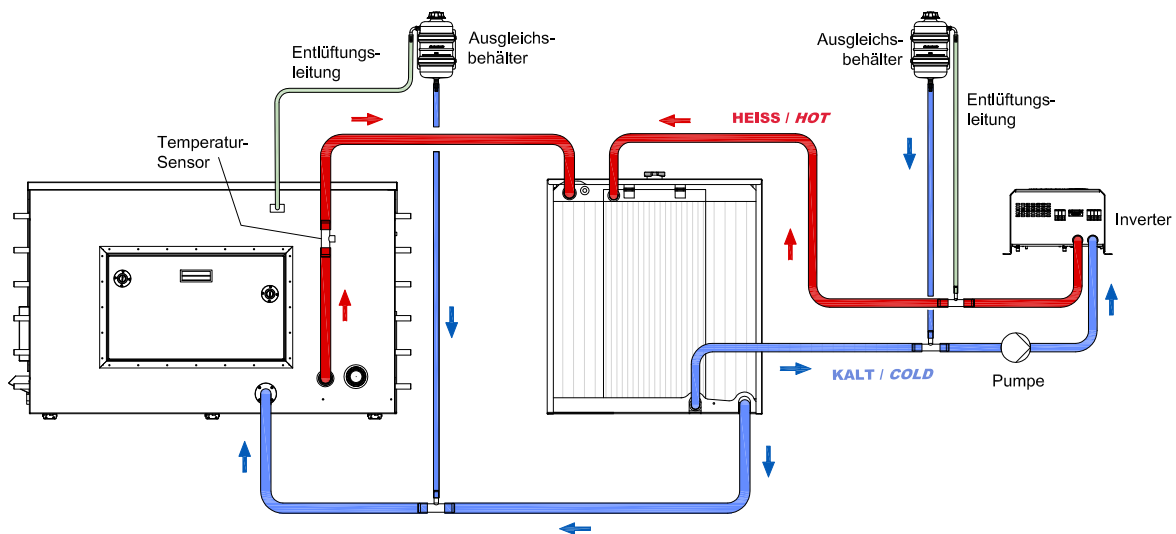 Entlüftungs-
leitung
Ausgleichs-
behälter
Temperatur-
Sensor
HEISS / HOT
Ausgleichs-
behälter
Entlüftungs-
leitung
Inverter
KALT / COLD
Pumpe